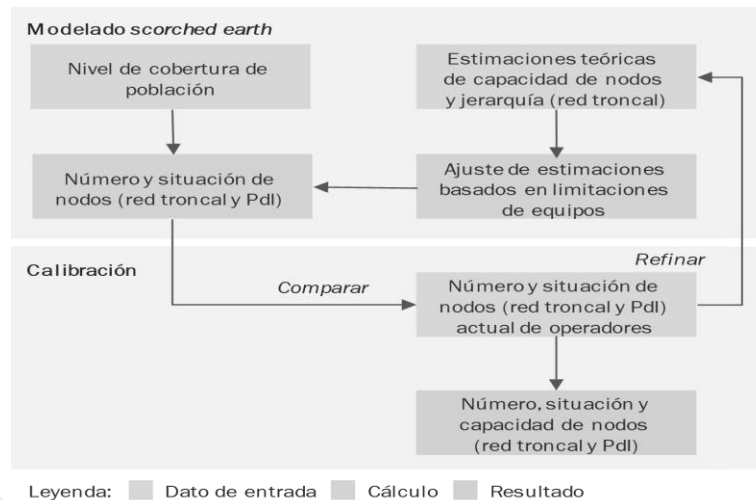 Modelado scorched earth
Nivel de cobertura de
población
Estimaciones teóricas
de capacidad de nodos
y jerarquía (red troncal)
Número y situación de
nodos (red troncal y PdI)
Ajuste de estimaciones
basados en limitaciones
de equipos
Calibración
Comparar
Refinar
Número y situación de
nodos (red troncal y PdI)
actual de operadores
Número, situación y
capacidad de nodos
(red troncal y PdI)
Leyenda: Dato de entrada Cálculo Resultado